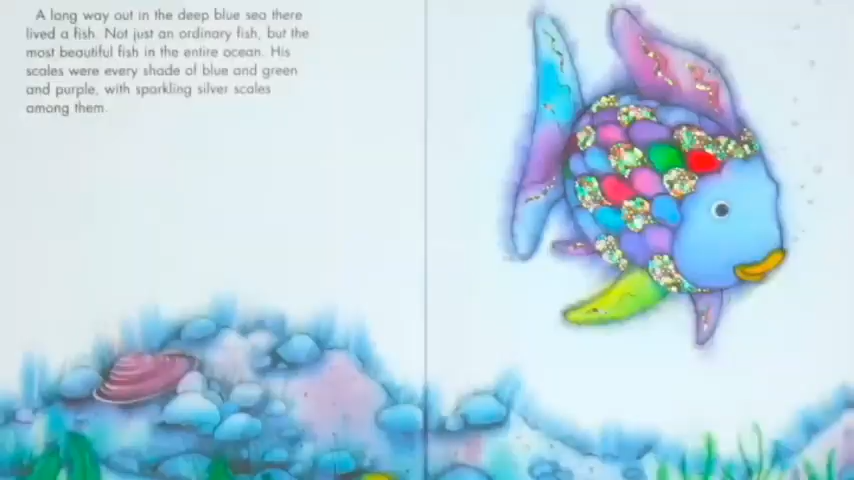 A long way out in the deep blue sea there
lived a fish. Not just an ordinary fish, but the
most beautiful fish in the entire ocean. His
scales were every shade of blue and green
and purple, with sparkling silver scales
among them.